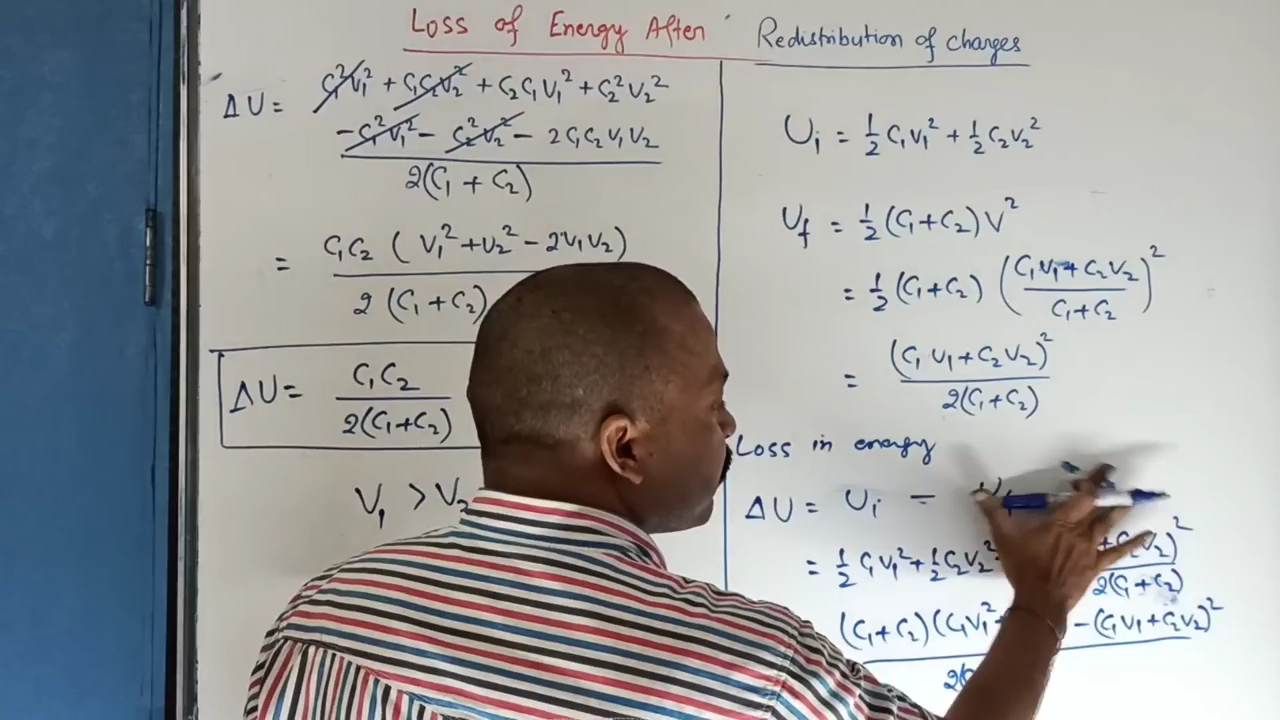 Loss of Energy After Redistribution of charges
ΔU = C₁²V₁² + C₁C₂V₂² + C₂C₁V₁² + C₂²V₂²
-C₁²V₁² - C₂²V₂² - 2C₁C₂V₁V₂
2(C₁ + C₂)
= C₁C₂ (V₁² + V₂² - 2V₁V₂)
2 (C₁ + C₂)
ΔU = C₁C₂
2(C₁+C₂)
V₁ > V₂
Uᵢ = ½ C₁V₁² + ½ C₂V₂²
U_f = ½ (C₁+C₂) V²
= ½ (C₁+C₂) (C₁V₁ + C₂V₂)²
C₁+C₂
= (C₁V₁ + C₂V₂)²
2(C₁+C₂)
Loss in energy
ΔU = Uᵢ -
= ½ C₁V₁² + ½ C₂V₂² + C₂V₂)²
2(C₁+C₂)
(C₁+C₂)(C₁V₁² - (C₁V₁ + C₂V₂)²